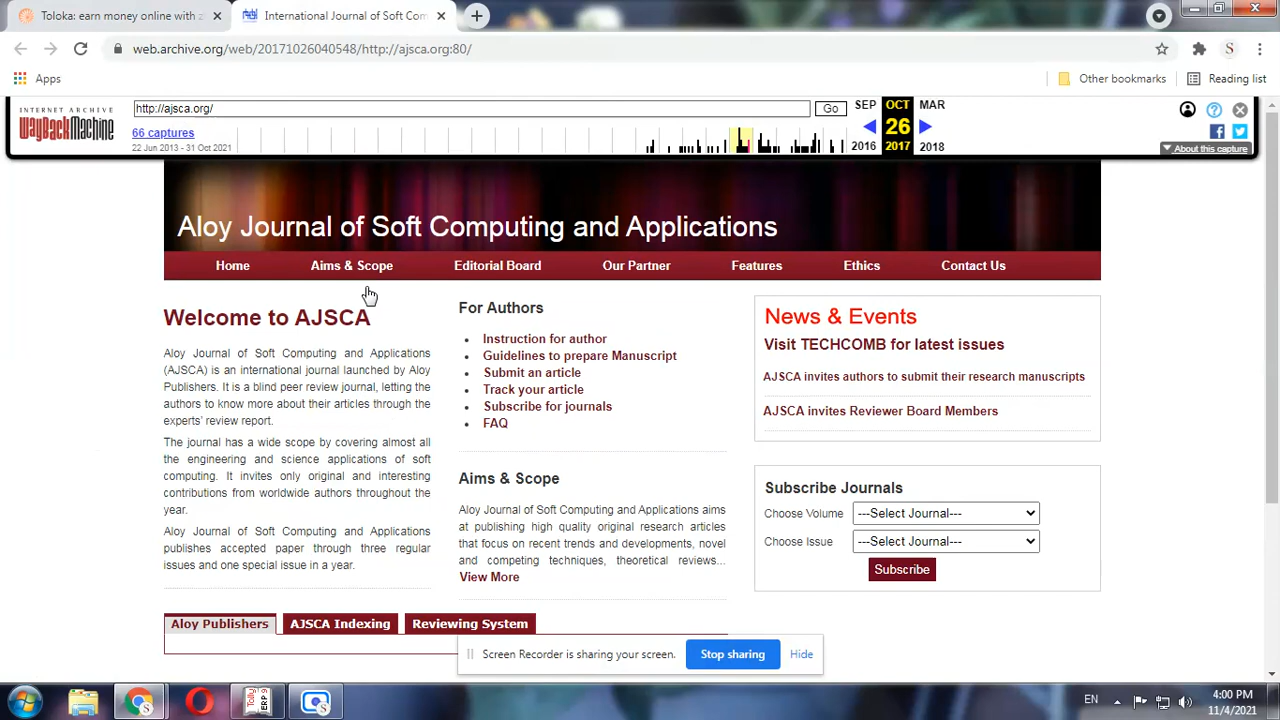 Toloka: earn money online with a
International Journal of Soft Com
web.archive.org/web/20171026040548/http://ajsca.org:80/
S
Apps
Other bookmarks
Reading list
INTERNET ARCHIVE
WayBackMachine
http://ajsca.org/
Go
SEP
OCT
MAR
66 captures
22 Jun 2013 - 31 Oct 2021
26
2016
2017
2018
About this capture
Aloy Journal of Soft Computing and Applications
Home
Aims & Scope
Editorial Board
Our Partner
Features
Ethics
Contact Us
Welcome to AJSCA
Aloy Journal of Soft Computing and Applications
(AJSCA) is an international journal launched by Aloy
Publishers. It is a blind peer review journal, letting the
authors to know more about their articles through the
experts' review report.
The journal has a wide scope by covering almost all
the engineering and science applications of soft
computing. It invites only original and interesting
contributions from worldwide authors throughout the
year.
Aloy Journal of Soft Computing and Applications
publishes accepted paper through three regular
issues and one special issue in a year.
For Authors
Instruction for author
Guidelines to prepare Manuscript
Submit an article
Track your article
Subscribe for journals
FAQ
Aims & Scope
Aloy Journal of Soft Computing and Applications aims
at publishing high quality original research articles
that focus on recent trends and developments, novel
and competing techniques, theoretical reviews...
View More
News & Events
Visit TECHCOMB for latest issues
AJSCA invites authors to submit their research manuscripts
AJSCA invites Reviewer Board Members
Subscribe Journals
Choose Volume
---Select Journal---
Choose Issue
---Select Journal---
Subscribe
Aloy Publishers
AJSCA Indexing
Reviewing System
Screen Recorder is sharing your screen.
Stop sharing
Hide
Tally
ERP 9
EN
4:00 PM
11/4/2021